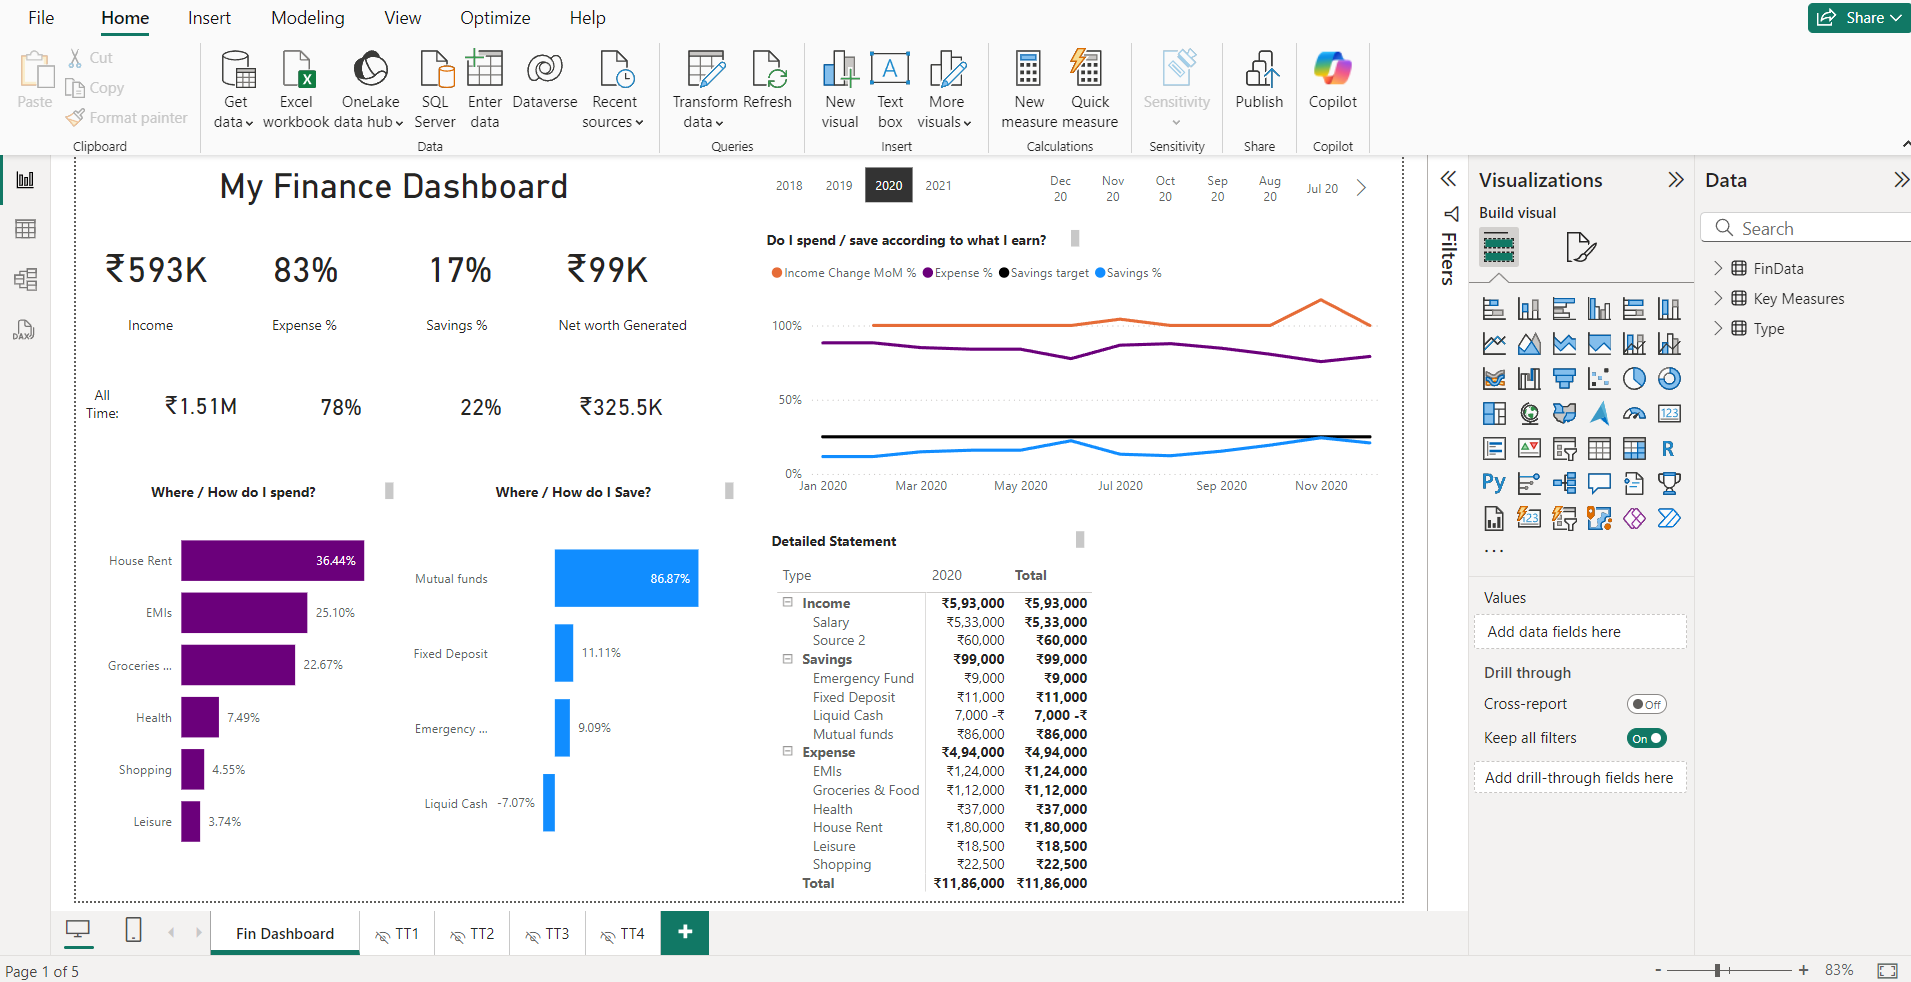 File Home Insert Modeling View Optimize Help
Share
Paste
Cut
Copy
Format painter
Clipboard
Get data
Excel workbook
OneLake data hub
SQL Server
Enter data
Dataverse
Recent sources
Data
Transform data
Refresh
Queries
New visual
Text box
More visuals
Insert
New measure
Quick measure
Calculations
Sensitivity
Sensitivity
Publish
Share
Copilot
Copilot
My Finance Dashboard
2018 2019 2020 2021
Dec 20
Nov 20
Oct 20
Sep 20
Aug 20
Jul 20
₹593K 83% 17% ₹99K
Income Expense % Savings % Net worth Generated
All Time: ₹1.51M 78% 22% ₹325.5K
Do I spend / save according to what I earn?
Income Change MoM % Expense % Savings target Savings %
100%
50%
0%
Jan 2020 Mar 2020 May 2020 Jul 2020 Sep 2020 Nov 2020
Where / How do I spend?
House Rent 36.44%
EMIs 25.10%
Groceries ... 22.67%
Health 7.49%
Shopping 4.55%
Leisure 3.74%
Where / How do I Save?
Mutual funds 86.87%
Fixed Deposit 11.11%
Emergency ... 9.09%
Liquid Cash -7.07%
Detailed Statement
Type 2020 Total
Income ₹5,93,000 ₹5,93,000
Salary ₹5,33,000 ₹5,33,000
Source 2 ₹60,000 ₹60,000
Savings ₹99,000 ₹99,000
Emergency Fund ₹9,000 ₹9,000
Fixed Deposit ₹11,000 ₹11,000
Liquid Cash 7,000 -₹ 7,000 -₹
Mutual funds ₹86,000 ₹86,000
Expense ₹4,94,000 ₹4,94,000
EMIs ₹1,24,000 ₹1,24,000
Groceries & Food ₹1,12,000 ₹1,12,000
Health ₹37,000 ₹37,000
House Rent ₹1,80,000 ₹1,80,000
Leisure ₹18,500 ₹18,500
Shopping ₹22,500 ₹22,500
Total ₹11,86,000 ₹11,86,000
Filters
Visualizations
Build visual
123
R
Py
123
...
Values
Add data fields here
Drill through
Cross-report Off
Keep all filters On
Add drill-through fields here
Data
Search
FinData
Key Measures
Type
DAX
Fin Dashboard TT1 TT2 TT3 TT4 +
Page 1 of 5
- + 83%